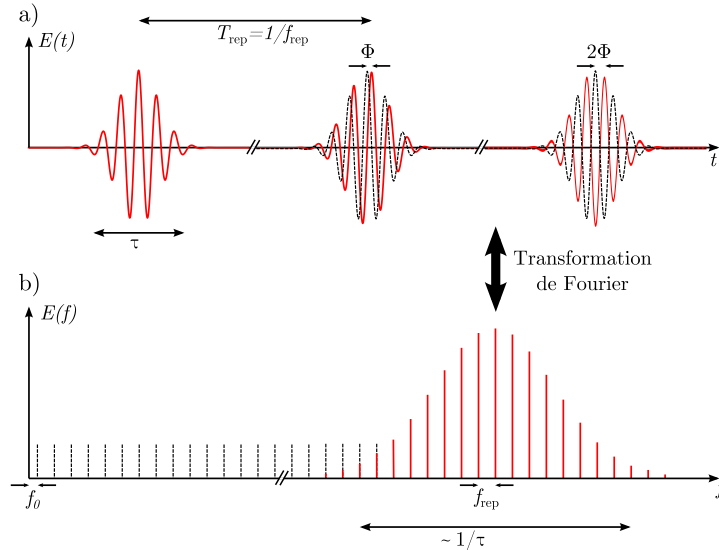 a)
T_rep=1/f_rep
E(t)
Φ
2Φ
t
τ
Transformation
de Fourier
b)
E(f)
f_0
f_rep
~ 1/τ